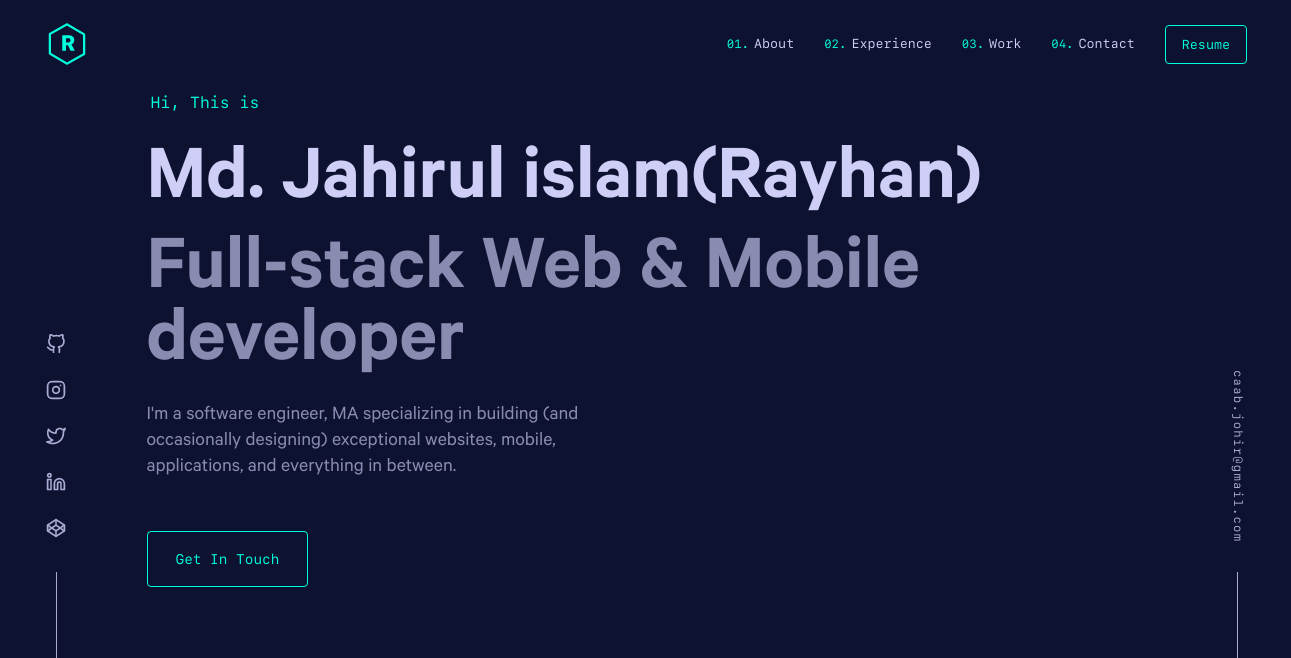 R
01. About 02. Experience 03. Work 04. Contact Resume
Hi, This is
Md. Jahirul islam(Rayhan)
Full-stack Web & Mobile
developer
I'm a software engineer, MA specializing in building (and
occasionally designing) exceptional websites, mobile,
applications, and everything in between.
Get In Touch
caab.johir@gmail.com